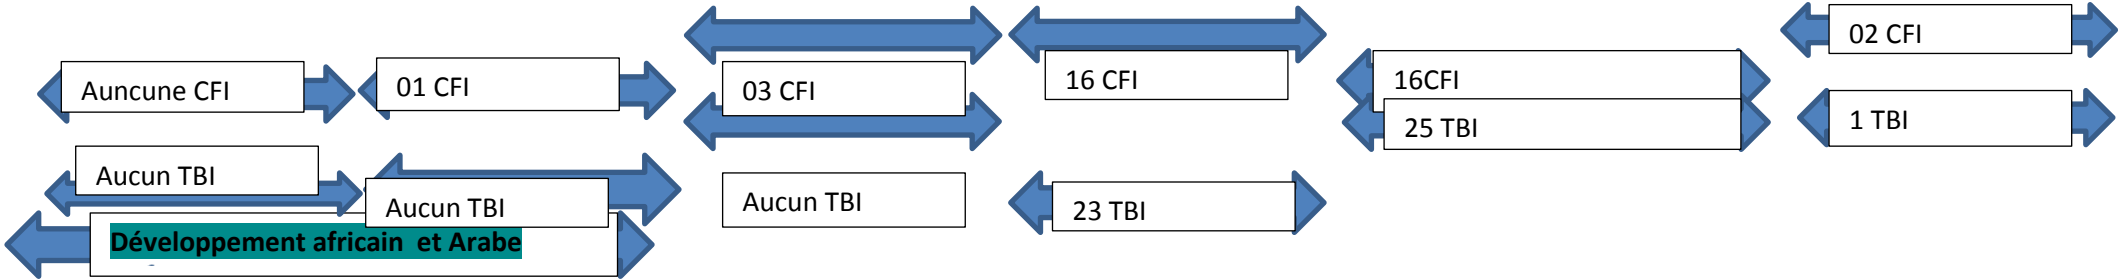 02 CFI
Auncune CFI
01 CFI
03 CFI
16 CFI
16CFI
25 TBI
1 TBI
Aucun TBI
Aucun TBI
Aucun TBI
23 TBI
Développement africain et Arabe